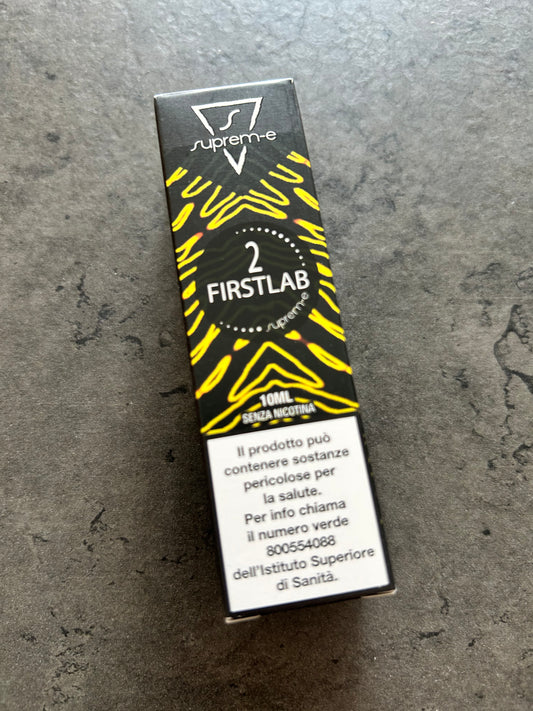 S
suprem-e
2
FIRSTLAB
suprem-e
10ML
SENZA NICOTINA
Il prodotto può
contenere sostanze
pericolose per
la salute.
Per info chiama
il numero verde
800554088
dell'Istituto Superiore
di Sanità.